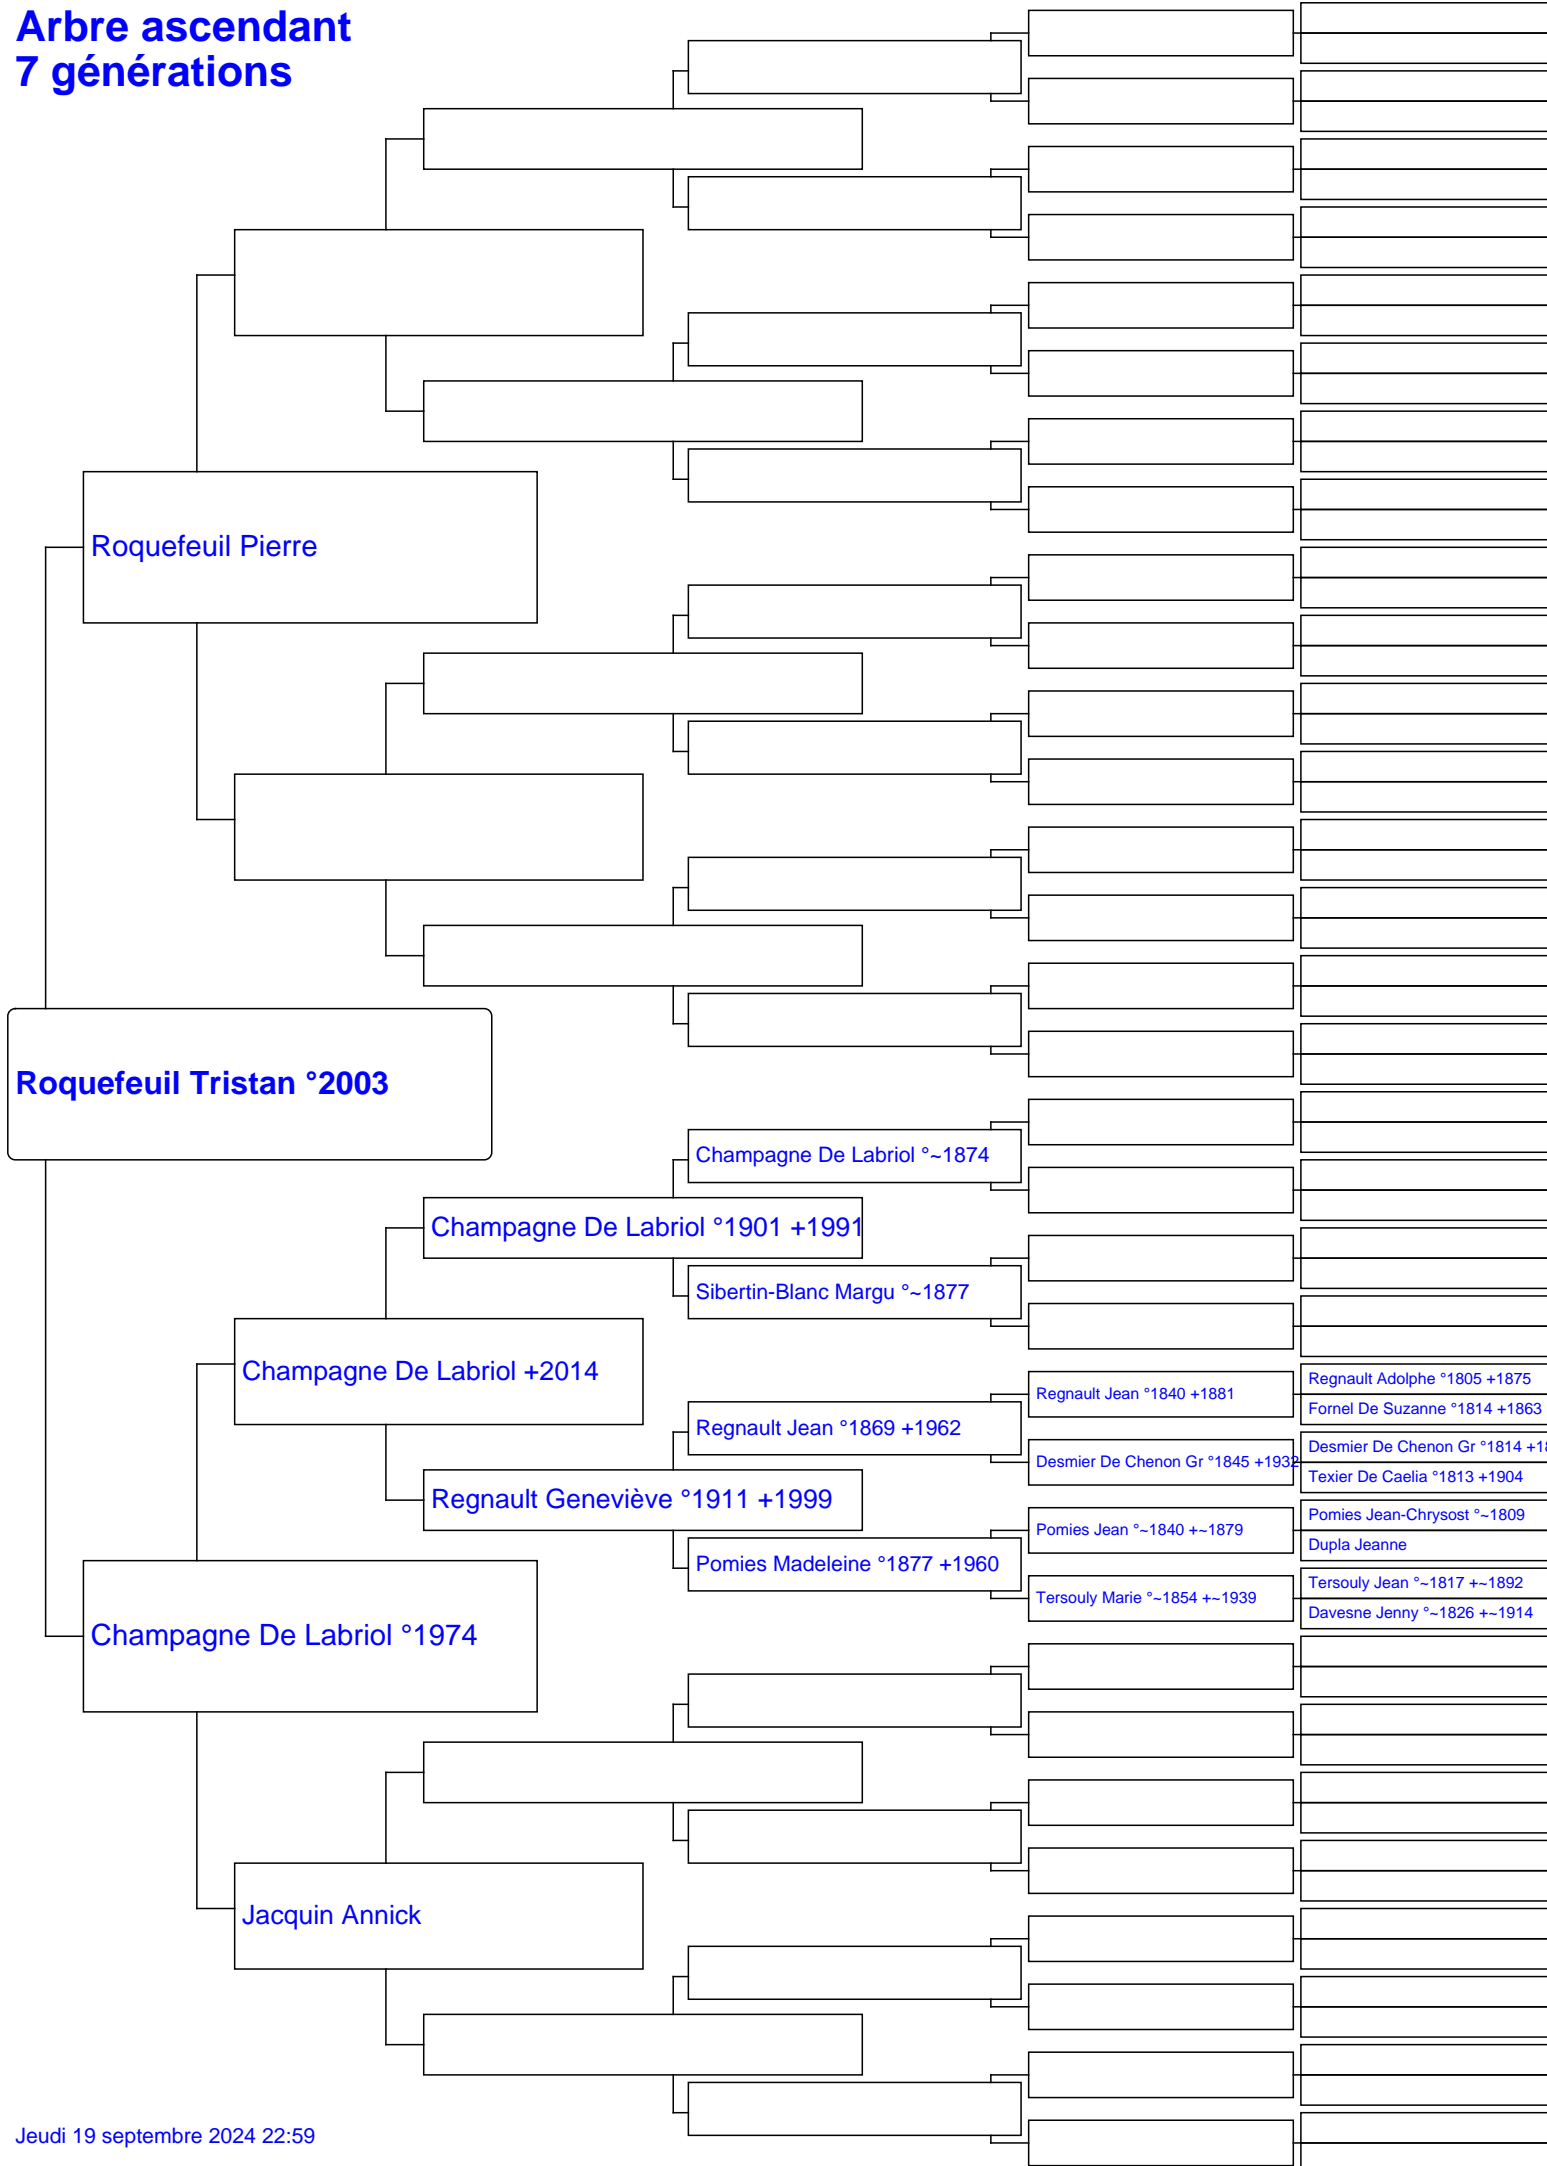 Arbre ascendant
7 générations
Roquefeuil Pierre
Roquefeuil Tristan °2003
Champagne De Labriol °~1874
Champagne De Labriol °1901 +1991
Sibertin-Blanc Margu °~1877
Champagne De Labriol +2014
Regnault Adolphe °1805 +1875
Regnault Jean °1840 +1881
Fornel De Suzanne °1814 +1863
Regnault Jean °1869 +1962
Desmier De Chenon Gr °1814 +18
Desmier De Chenon Gr °1845 +1932
Texier De Caelia °1813 +1904
Regnault Geneviève °1911 +1999
Pomies Jean-Chrysost °~1809
Pomies Jean °~1840 +~1879
Dupla Jeanne
Pomies Madeleine °1877 +1960
Tersouly Jean °~1817 +~1892
Tersouly Marie °~1854 +~1939
Davesne Jenny °~1826 +~1914
Champagne De Labriol °1974
Jacquin Annick
Jeudi 19 septembre 2024 22:59